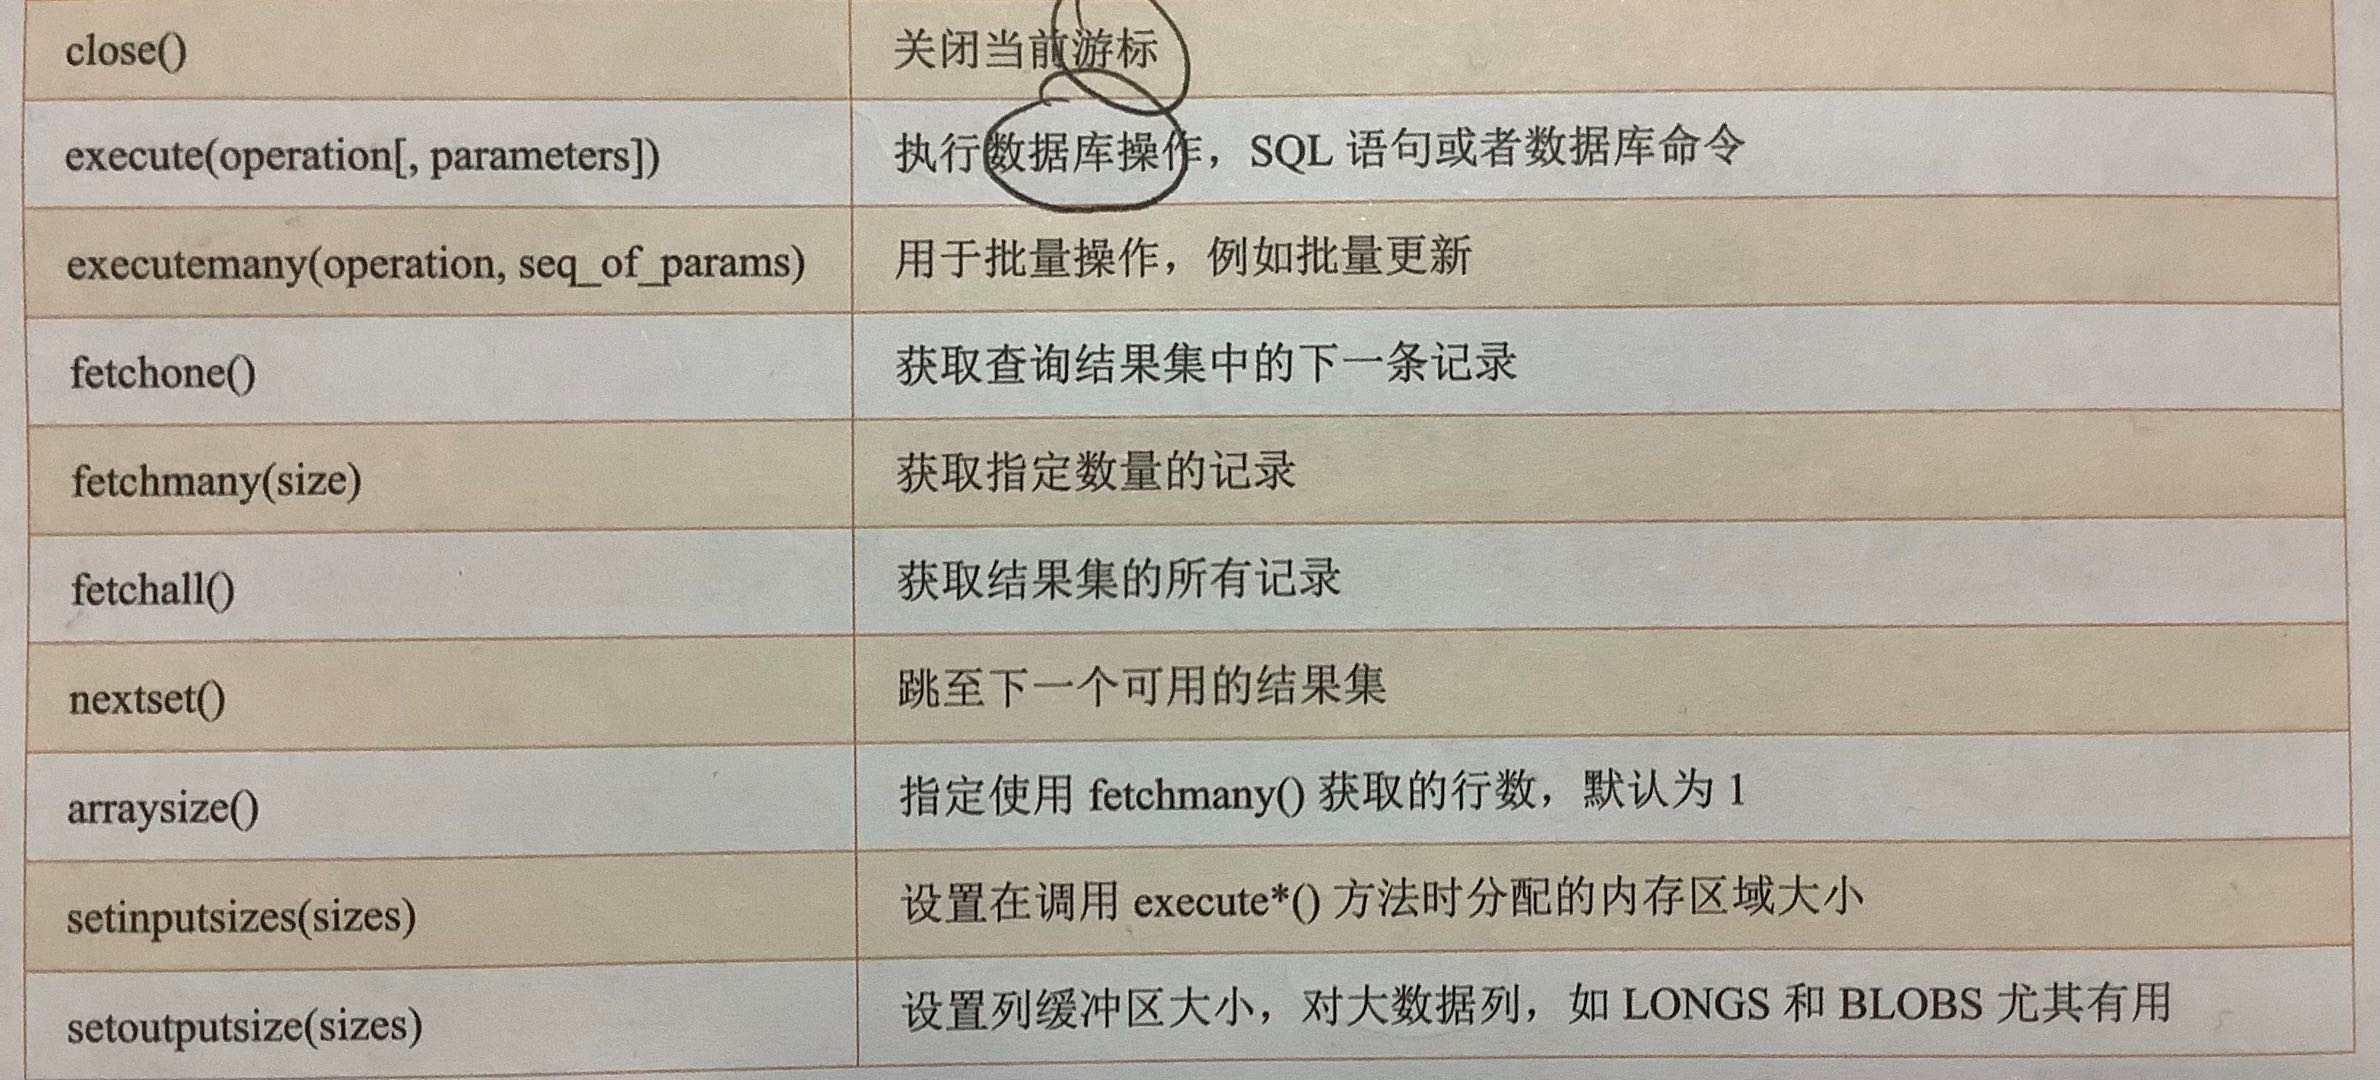 close() 关闭当前游标
execute(operation[, parameters]) 执行数据库操作，SQL 语句或者数据库命令
executemany(operation, seq_of_params) 用于批量操作，例如批量更新
fetchone() 获取查询结果集中的下一条记录
fetchmany(size) 获取指定数量的记录
fetchall() 获取结果集的所有记录
nextset() 跳至下一个可用的结果集
arraysize() 指定使用 fetchmany() 获取的行数，默认为 1
setinputsizes(sizes) 设置在调用 execute*() 方法时分配的内存区域大小
setoutputsize(sizes) 设置列缓冲区大小，对大数据列，如 LONGS 和 BLOBS 尤其有用